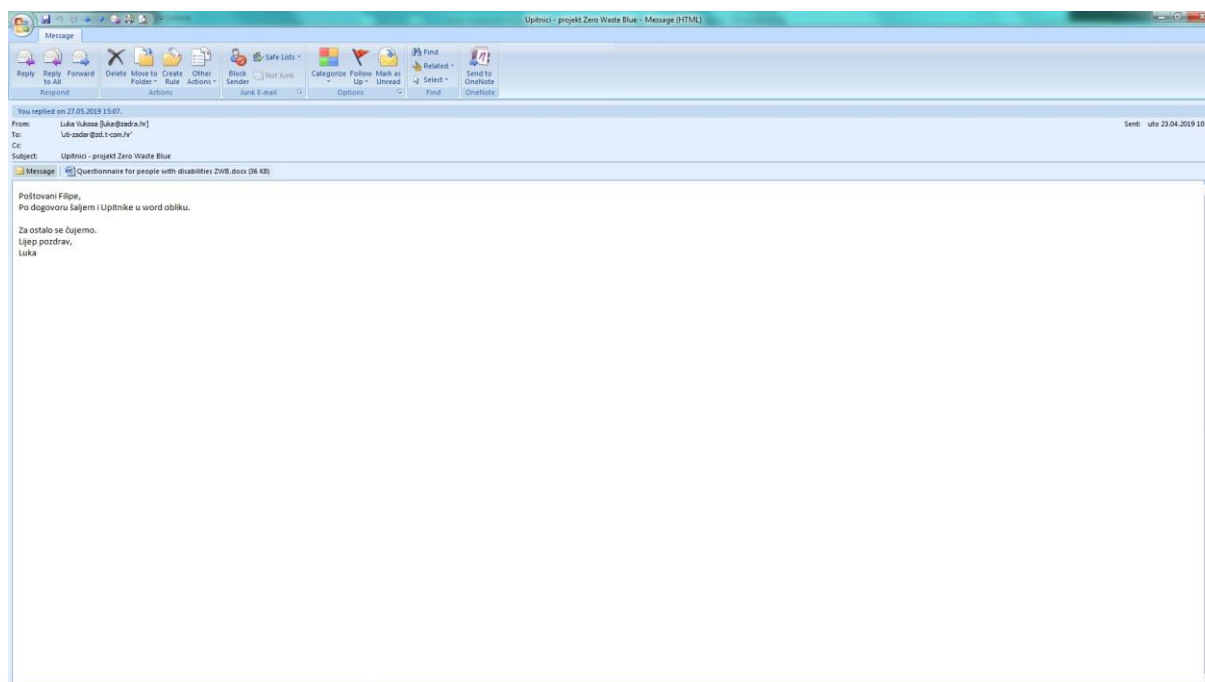 Upitnici - projekt Zero Waste Blue - Message (HTML)
Message
Reply Reply to All Forward
Delete Move to Folder Create Rule Other Actions
Block Sender Safe Lists Not Junk
Categorize Follow Up Mark as Unread
Find Related Select
Send to OneNote
Respond Actions Junk E-mail Options Find OneNote
You replied on 27.05.2019 15:07.
From: Luka Vukosa [luka@zadra.hr] Sent: uto 23.04.2019 10
To: 'uti-zadar@zd.t-com.hr'
Cc:
Subject: Upitnici - projekt Zero Waste Blue
Message Questionnaire for people with disabilities ZWB.docx (36 KB)
Poštovani Filipe,
Po dogovoru šaljem i Upitnike u word obliku.
Za ostalo se čujemo.
Lijep pozdrav,
Luka